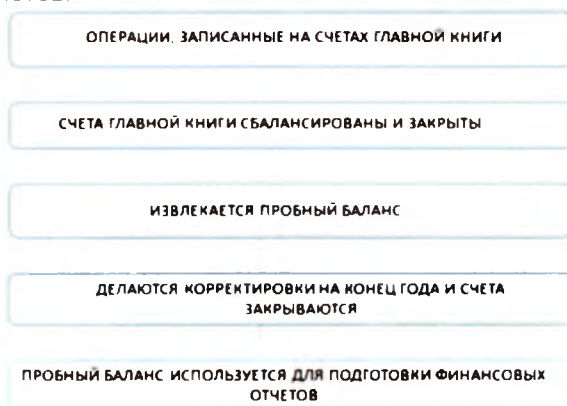 ОПЕРАЦИИ. ЗАПИСАННЫЕ НА СЧЕТАХ ГЛАВНОЙ КНИГИ
СЧЕТА ГЛАВНОЙ КНИГИ СБАЛАНСИРОВАНЫ И ЗАКРЫТЫ
ИЗВЛЕКАЕТСЯ ПРОБНЫЙ БАЛАНС
ДЕЛАЮТСЯ КОРРЕКТИРОВКИ НА КОНЕЦ ГОДА И СЧЕТА
ЗАКРЫВАЮТСЯ
ПРОБНЫЙ БАЛАНС ИСПОЛЬЗУЕТСЯ ДЛЯ ПОДГОТОВКИ ФИНАНСОВЫХ
ОТЧЕТОВ